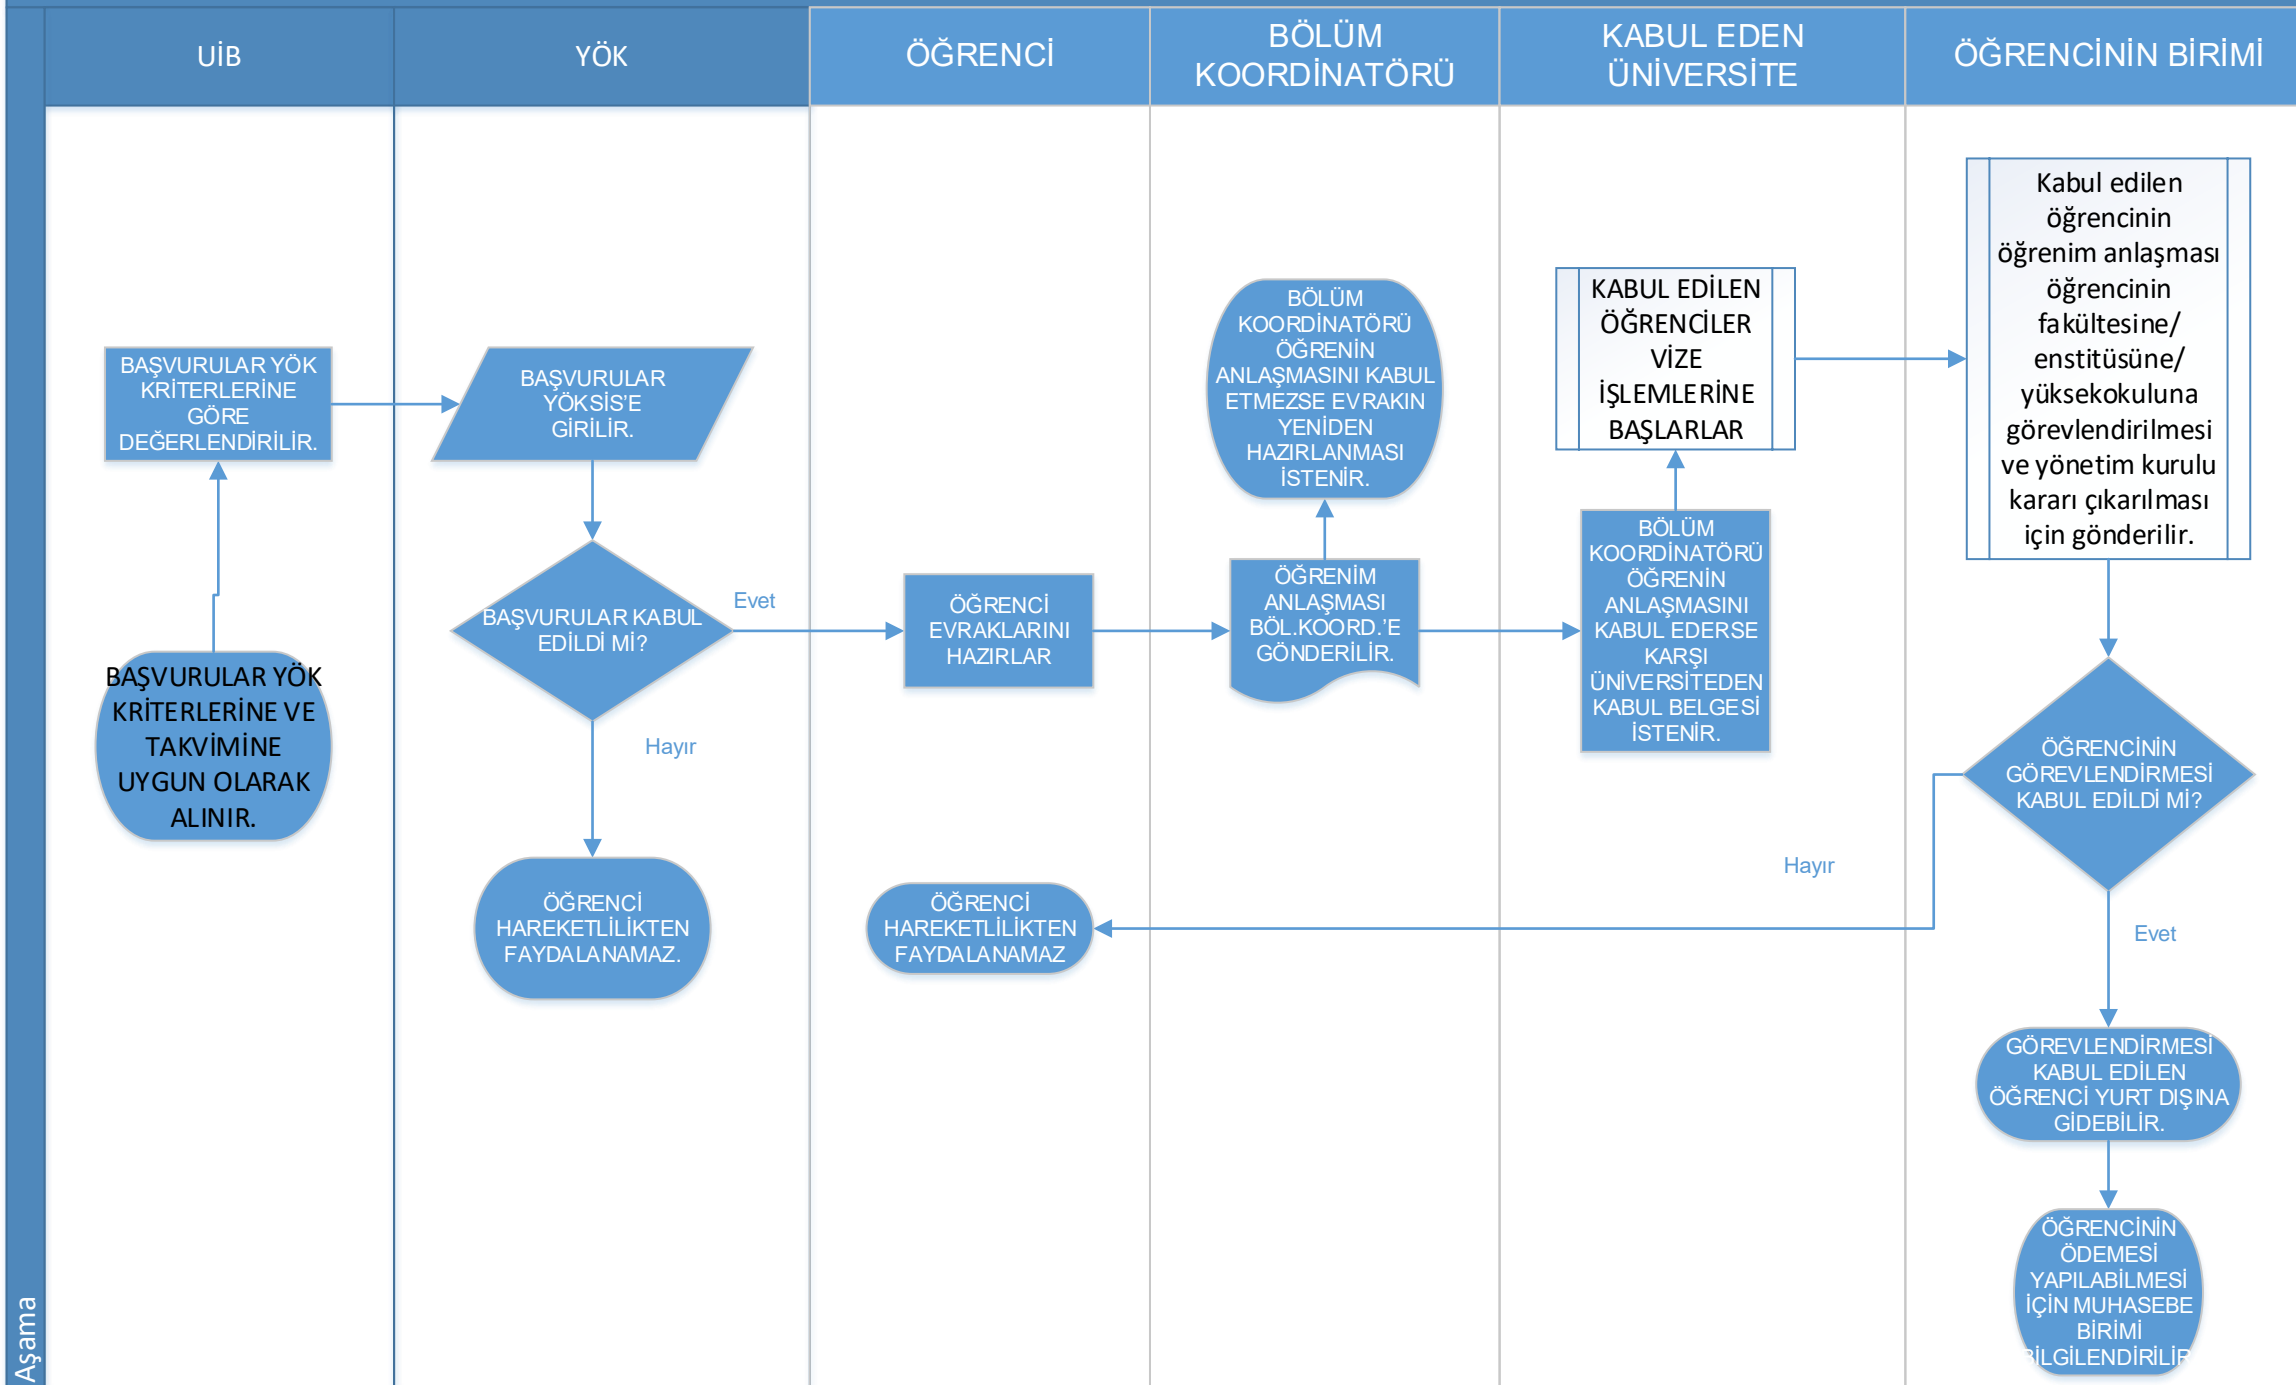 UİB
YÖK
ÖĞRENCİ
BÖLÜM
KOORDİNATÖRÜ
KABUL EDEN
ÜNİVERSİTE
ÖĞRENCİNİN BİRİMİ
Aşama
BAŞVURULAR YÖK
KRİTERLERİNE
GÖRE
DEĞERLENDİRİLİR.
BAŞVURULAR YÖK
KRİTERLERİNE VE
TAKVİMİNE
UYGUN OLARAK
ALINIR.
BAŞVURULAR
YÖKSİS’E
GİRİLİR.
BAŞVURULAR KABUL
EDİLDİ Mİ?
Evet
Hayır
ÖĞRENCİ
HAREKETLİLİKTEN
FAYDALANAMAZ.
ÖĞRENCİ
EVRAKLARINI
HAZIRLAR
ÖĞRENCİ
HAREKETLİLİKTEN
FAYDALANAMAZ
BÖLÜM
KOORDİNATÖRÜ
ÖĞRENİN
ANLAŞMASINI KABUL
ETMEZSE EVRAKIN
YENİDEN
HAZIRLANMASI
İSTENİR.
ÖĞRENİM
ANLAŞMASI
BÖL.KOORD.’E
GÖNDERİLİR.
KABUL EDİLEN
ÖĞRENCİLER
VİZE
İŞLEMLERİNE
BAŞLARLAR
BÖLÜM
KOORDİNATÖRÜ
ÖĞRENİN
ANLAŞMASINI
KABUL EDERSE
KARŞI
ÜNİVERSİTEDEN
KABUL BELGESİ
İSTENİR.
Kabul edilen
öğrencinin
öğrenim anlaşması
öğrencinin
fakültesine/
enstitüsüne/
yüksekokuluna
görevlendirilmesi
ve yönetim kurulu
kararı çıkarılması
için gönderilir.
ÖĞRENCİNİN
GÖREVLENDİRMESİ
KABUL EDİLDİ Mİ?
Hayır
Evet
GÖREVLENDİRMESİ
KABUL EDİLEN
ÖĞRENCİ YURT DIŞINA
GİDEBİLİR.
ÖĞRENCİNİN
ÖDEMESİ
YAPILABİLMESİ
İÇİN MUHASEBE
BİRİMİ
BİLGİLENDİRİLİR